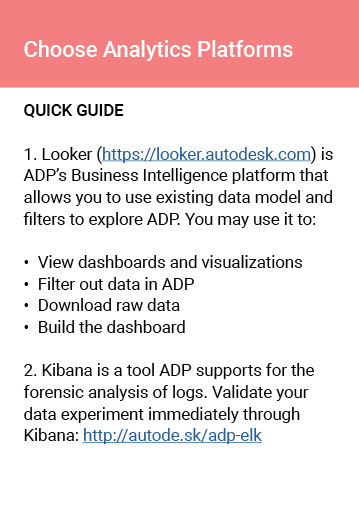 Choose Analytics Platforms
QUICK GUIDE
1. Looker (https://looker.autodesk.com) is
ADP's Business Intelligence platform that
allows you to use existing data model and
filters to explore ADP. You may use it to:
• View dashboards and visualizations
• Filter out data in ADP
• Download raw data
• Build the dashboard
2. Kibana is a tool ADP supports for the
forensic analysis of logs. Validate your
data experiment immediately through
Kibana: http://autode.sk/adp-elk